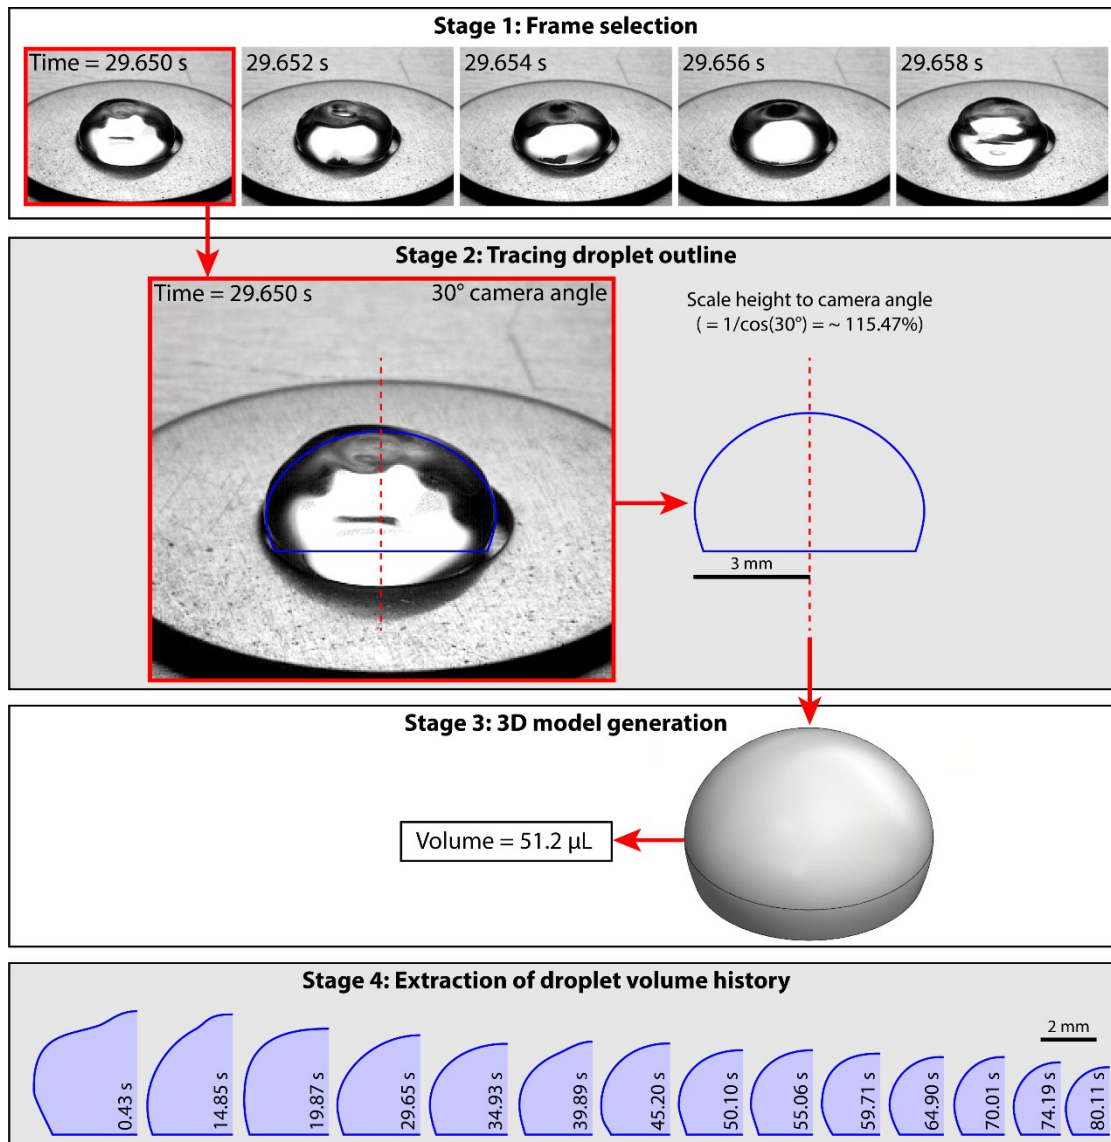 Stage 1: Frame selection
Time = 29.650 s
29.652 s
29.654 s
29.656 s
29.658 s
Stage 2: Tracing droplet outline
Time = 29.650 s
30° camera angle
Scale height to camera angle
( = 1/cos(30°) = ~ 115.47%)
3 mm
Stage 3: 3D model generation
Volume = 51.2 µL
Stage 4: Extraction of droplet volume history
2 mm
0.43 s
14.85 s
19.87 s
29.65 s
34.93 s
39.89 s
45.20 s
50.10 s
55.06 s
59.71 s
64.90 s
70.01 s
74.19 s
80.11 s